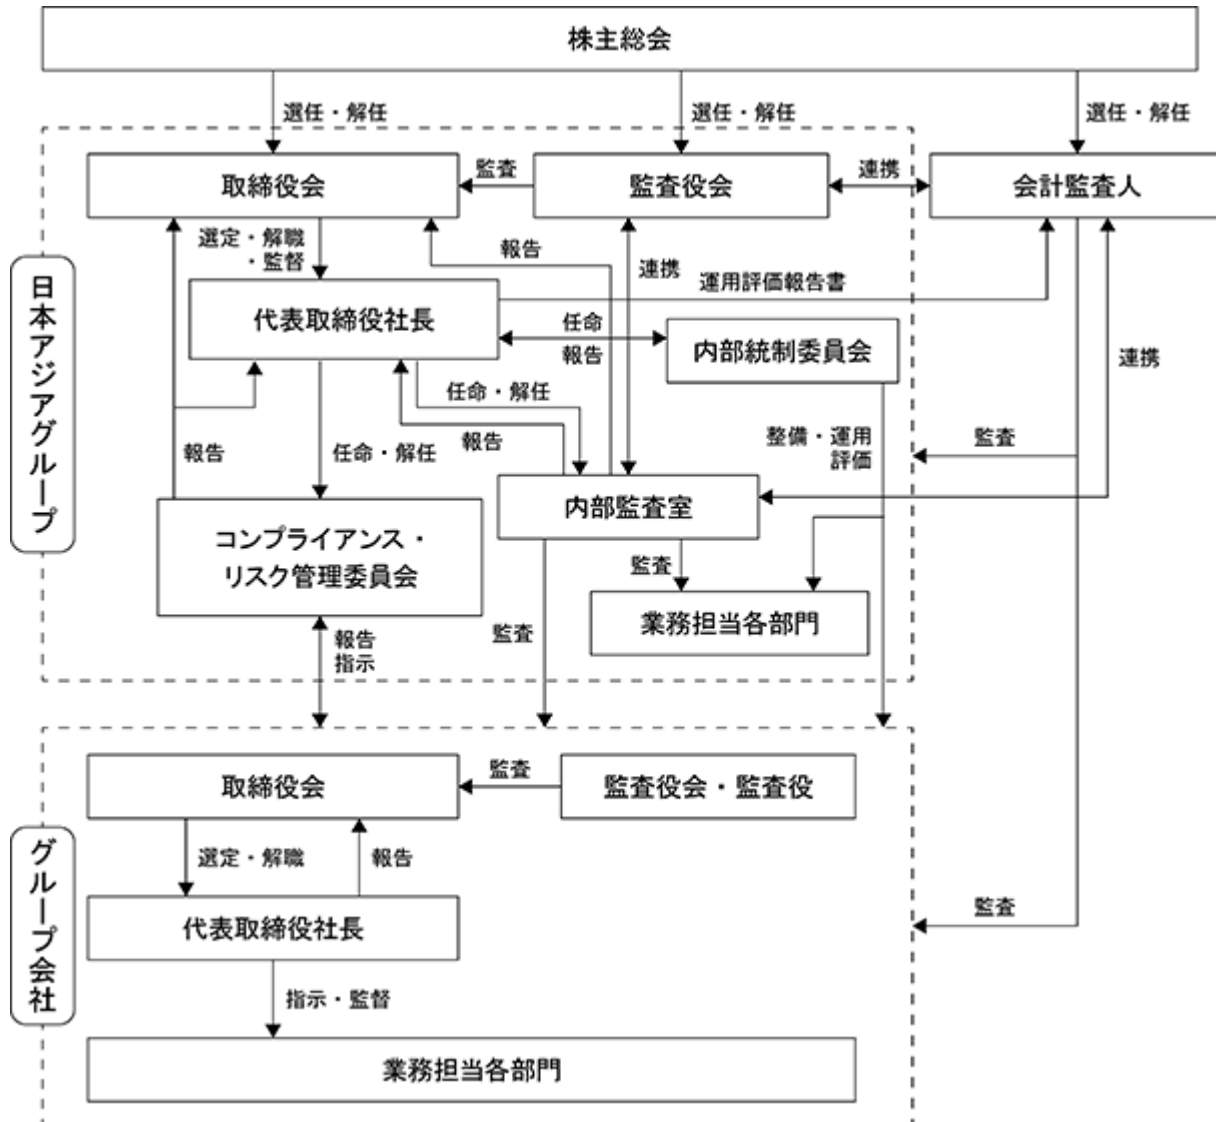 株主総会
選任・解任
選任・解任
選任・解任
日本アジアグループ
取締役会
監査
監査役会
連携
会計監査人
選定・解職
・監督
報告
連携
運用評価報告書
代表取締役社長
任命
報告
内部統制委員会
連携
任命・解任
報告
報告
任命・解任
整備・運用
評価
監査
内部監査室
コンプライアンス・
リスク管理委員会
監査
業務担当各部門
監査
報告
指示
グループ会社
取締役会
監査
監査役会・監査役
選定・解職
報告
代表取締役社長
監査
指示・監督
業務担当各部門